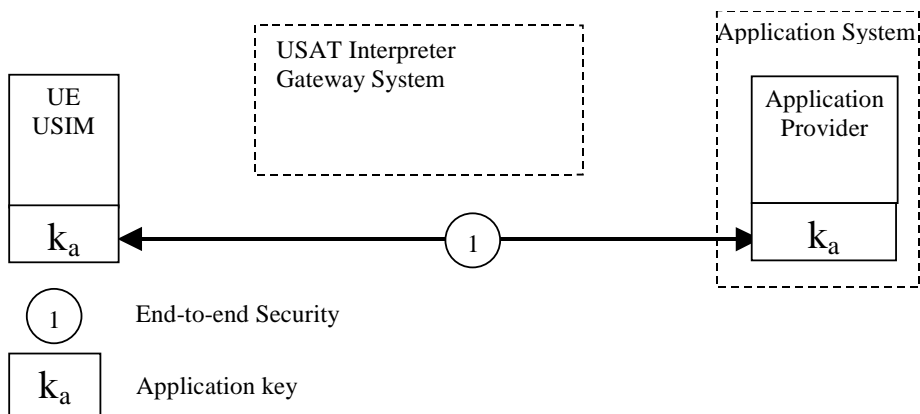 USAT Interpreter
Gateway System
Application System
UE
USIM
Application
Provider
kₐ
1
kₐ
1
End-to-end Security
kₐ
Application key